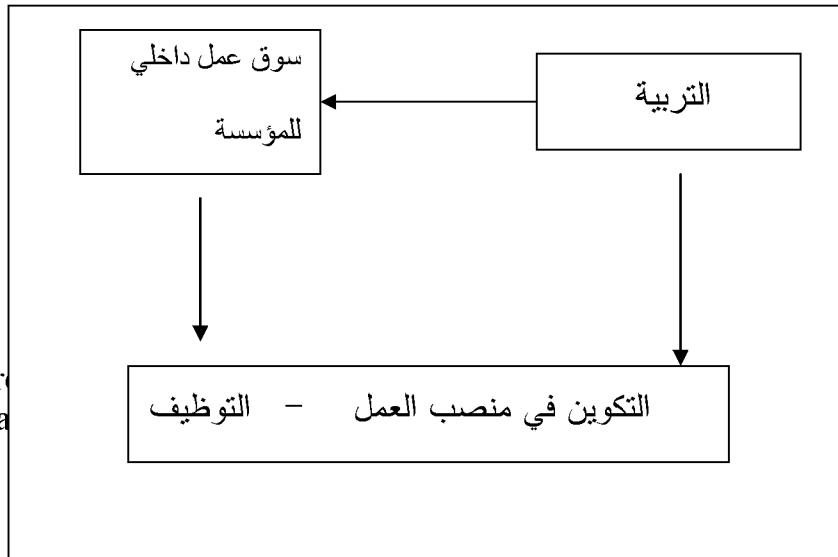 التربية
سوق عمل داخلي
للمؤسسة
التكوين في منصب العمل – التوظيف